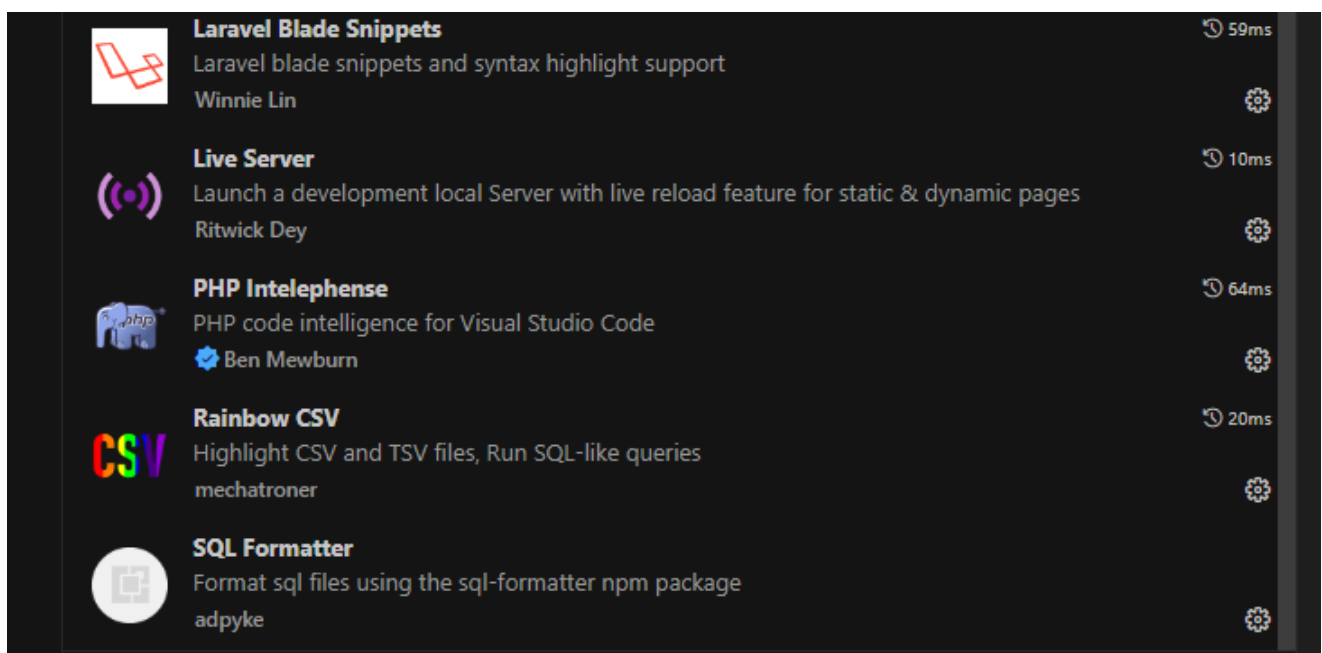 Laravel Blade Snippets
59ms
Laravel blade snippets and syntax highlight support
Winnie Lin
Live Server
10ms
Launch a development local Server with live reload feature for static & dynamic pages
Ritwick Dey
PHP Intelephense
64ms
php
PHP code intelligence for Visual Studio Code
Ben Mewburn
Rainbow CSV
20ms
CSV
Highlight CSV and TSV files, Run SQL-like queries
mechatroner
SQL Formatter
Format sql files using the sql-formatter npm package
adpyke